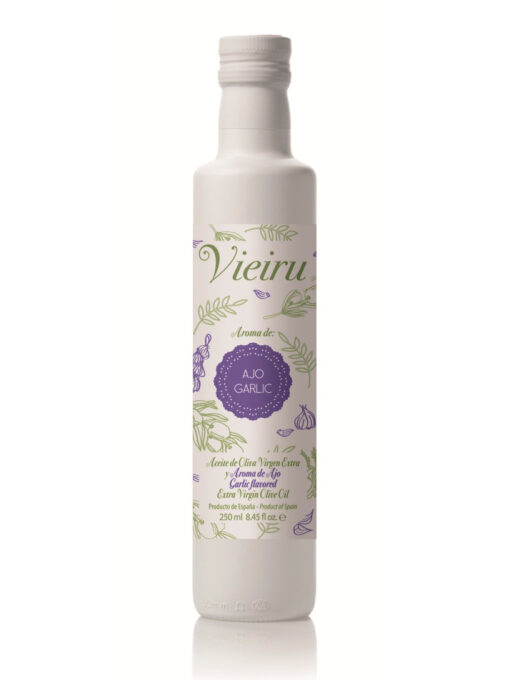 Vieiru
Aroma de:
AJO
GARLIC
Aceite de Oliva Virgen Extra
y Aroma de Ajo
Garlic flavored
Extra Virgin Olive Oil
Producto de España - Product of Spain
250 ml 8.45 fl oz. ℮